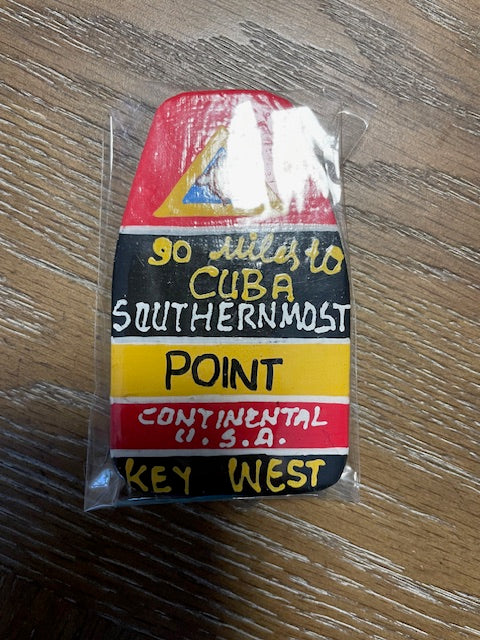 90 Miles to
CUBA
SOUTHERNMOST
POINT
CONTINENTAL
U.S.A.
KEY WEST